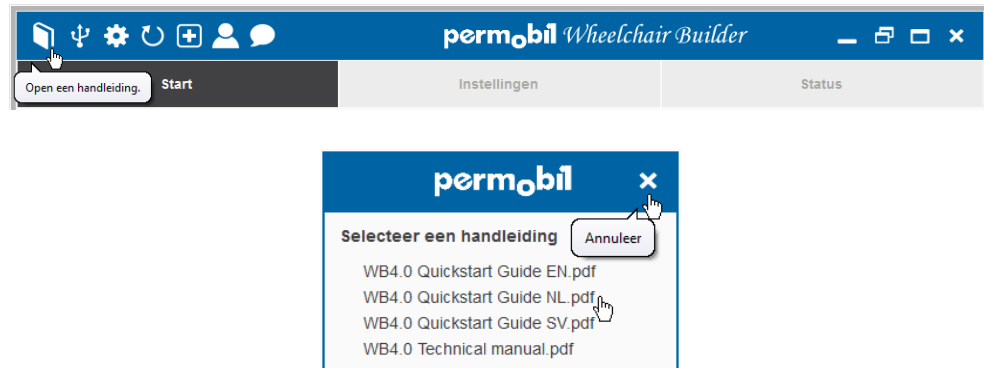 permobil Wheelchair Builder
Open een handleiding.
Start
Instellingen
Status
permobil
Annuleer
Selecteer een handleiding
WB4.0 Quickstart Guide EN.pdf
WB4.0 Quickstart Guide NL.pdf
WB4.0 Quickstart Guide SV.pdf
WB4.0 Technical manual.pdf